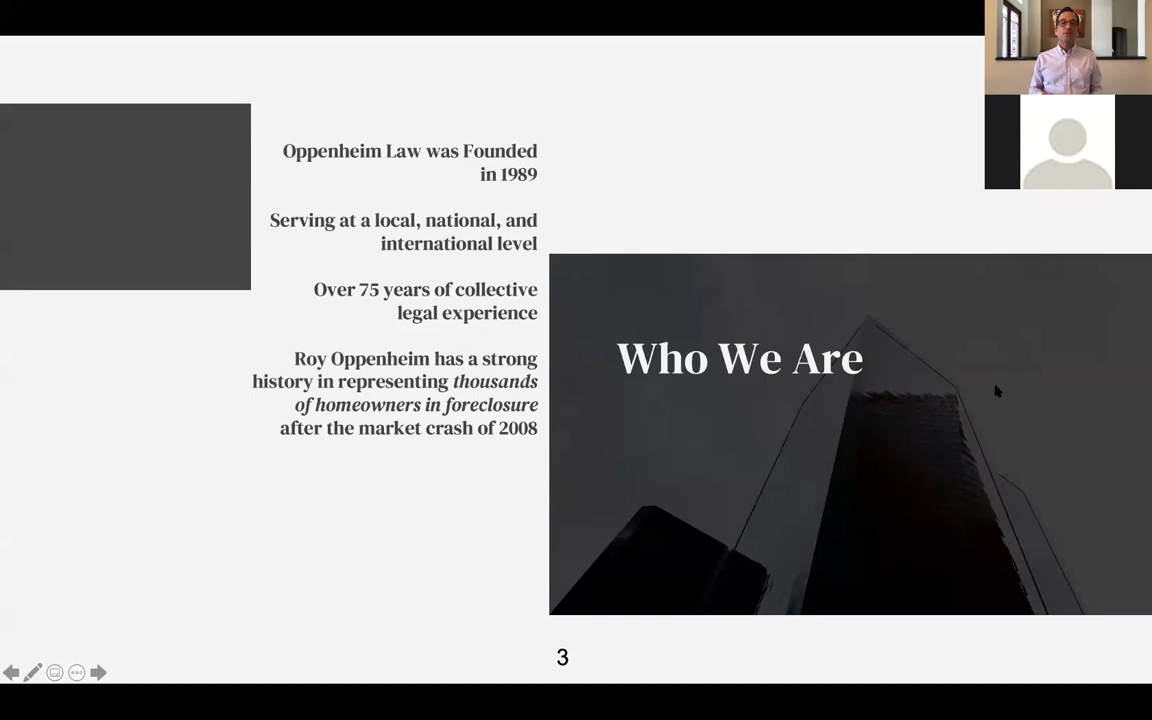 Oppenheim Law was Founded
in 1989
Serving at a local, national, and
international level
Over 75 years of collective
legal experience
Roy Oppenheim has a strong
history in representing thousands
of homeowners in foreclosure
after the market crash of 2008
Who We Are
3